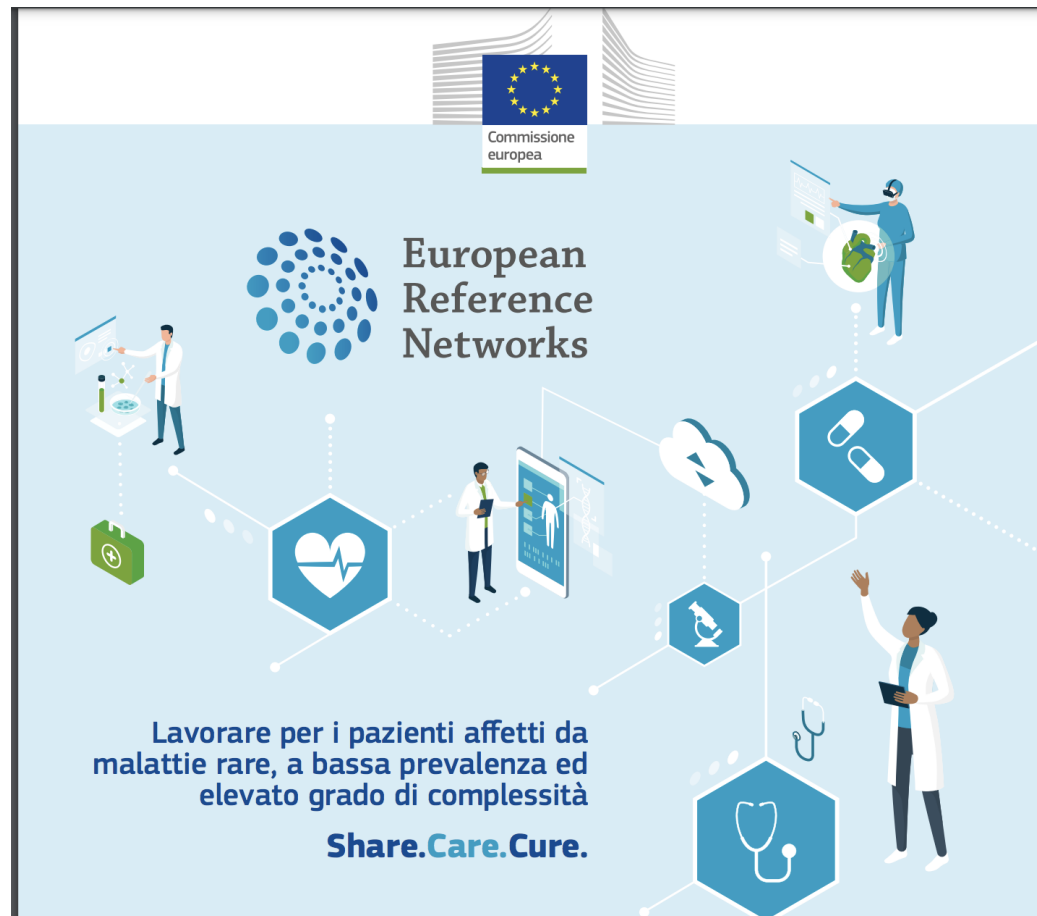 Commissione
europea
European
Reference
Networks
Lavorare per i pazienti affetti da
malattie rare, a bassa prevalenza ed
elevato grado di complessità
Share.Care.Cure.